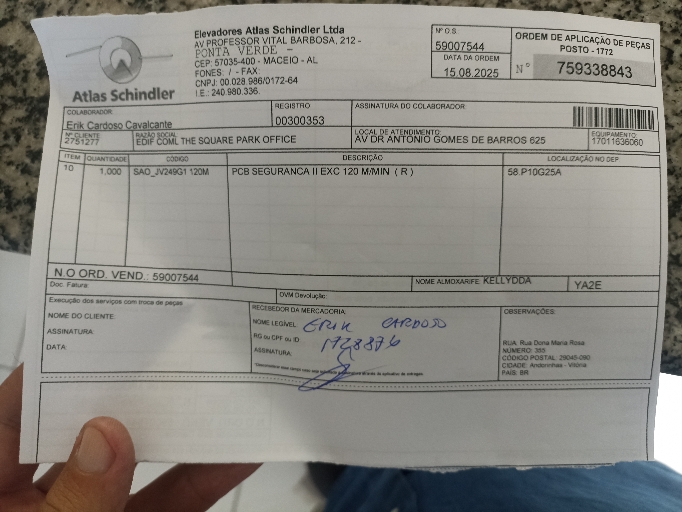 Elevadores Atlas Schindler Ltda
AV PROFESSOR VITAL BARBOSA, 212 -
PONTA VERDE -
CEP: 57035-400 - MACEIO - AL
FONES: / - FAX:
CNPJ: 00.028.986/0172-64
I.E.: 240.980.336.
Atlas Schindler
Nº O.S.
59007544
DATA DA ORDEM
15.08.2025
ORDEM DE APLICAÇÃO DE PEÇAS
POSTO - 1772
N° 759338843
COLABORADOR
Erik Cardoso Cavalcante
REGISTRO
00300353
ASSINATURA DO COLABORADOR
Nº CLIENTE
2751277
RAZÃO SOCIAL
EDIF COML THE SQUARE PARK OFFICE
LOCAL DE ATENDIMENTO:
AV DR ANTONIO GOMES DE BARROS 625
EQUIPAMENTO
17011636060
ITEM QUANTIDADE CÓDIGO DESCRIÇÃO LOCALIZAÇÃO NO DEP.
10 1,000 SAO_JV249G1 120M PCB SEGURANCA II EXC 120 M/MIN ( R ) 58.P10G25A
N.O ORD. VEND.: 59007544
NOME ALMOXARIFE: KELLYDDA
YA2E
Doc. Fatura:
DVM Devolução:
Execução dos serviços com troca de peças
NOME DO CLIENTE:
ASSINATURA:
DATA:
RECEBEDOR DA MERCADORIA
NOME LEGÍVEL ERIK CARDOSO
RG ou CPF ou ID 1728876
ASSINATURA:
OBSERVAÇÕES:
RUA: Rua Dona Maria Rosa
NÚMERO: 385
CÓDIGO POSTAL: 29045-090
CIDADE: Andorinhas - Vitória
PAÍS: BR